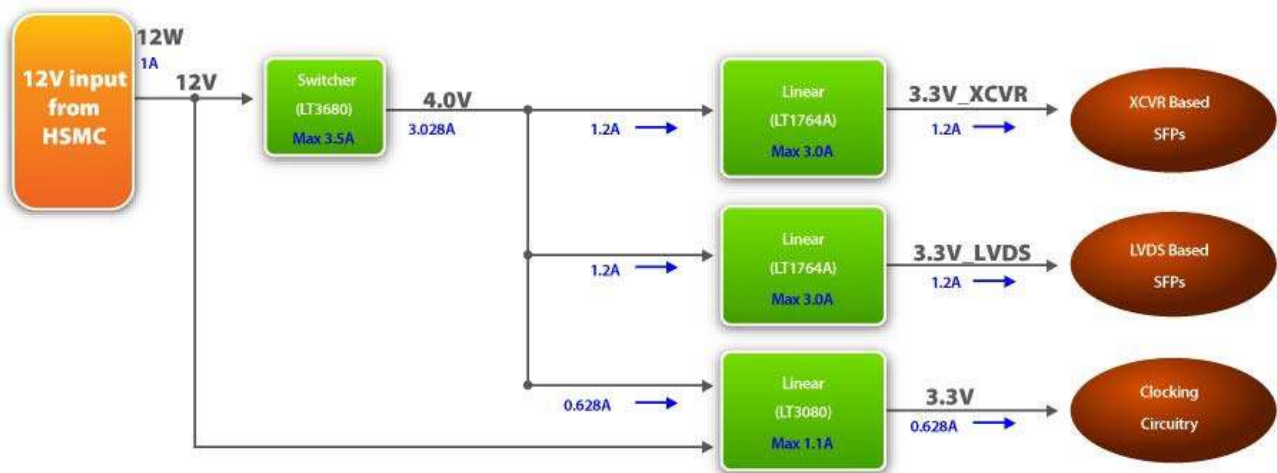 12V input
from
HSMC
12W
1A
12V
Switcher
(LT3680)
Max 3.5A
4.0V
3.028A
1.2A
Linear
(LT1764A)
Max 3.0A
3.3V_XCVR
1.2A
XCVR Based
SFPs
1.2A
Linear
(LT1764A)
Max 3.0A
3.3V_LVDS
1.2A
LVDS Based
SFPs
0.628A
Linear
(LT3080)
Max 1.1A
3.3V
0.628A
Clocking
Circuitry